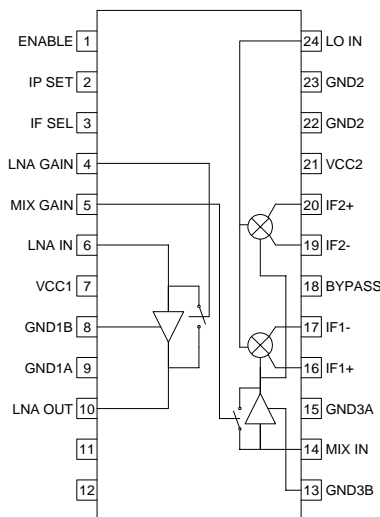 ENABLE 1
IP SET 2
IF SEL 3
LNA GAIN 4
MIX GAIN 5
LNA IN 6
VCC1 7
GND1B 8
GND1A 9
LNA OUT 10
11
12
24 LO IN
23 GND2
22 GND2
21 VCC2
20 IF2+
19 IF2-
18 BYPASS
17 IF1-
16 IF1+
15 GND3A
14 MIX IN
13 GND3B